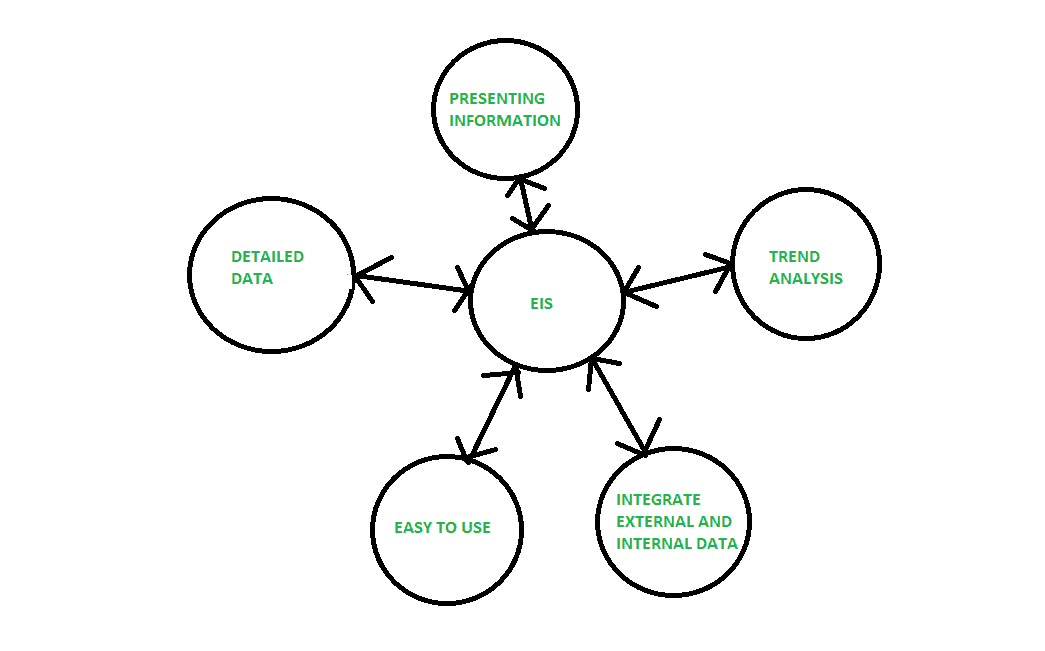 PRESENTING
INFORMATION
DETAILED
DATA
TREND
ANALYSIS
EIS
EASY TO USE
INTEGRATE
EXTERNAL AND
INTERNAL DATA